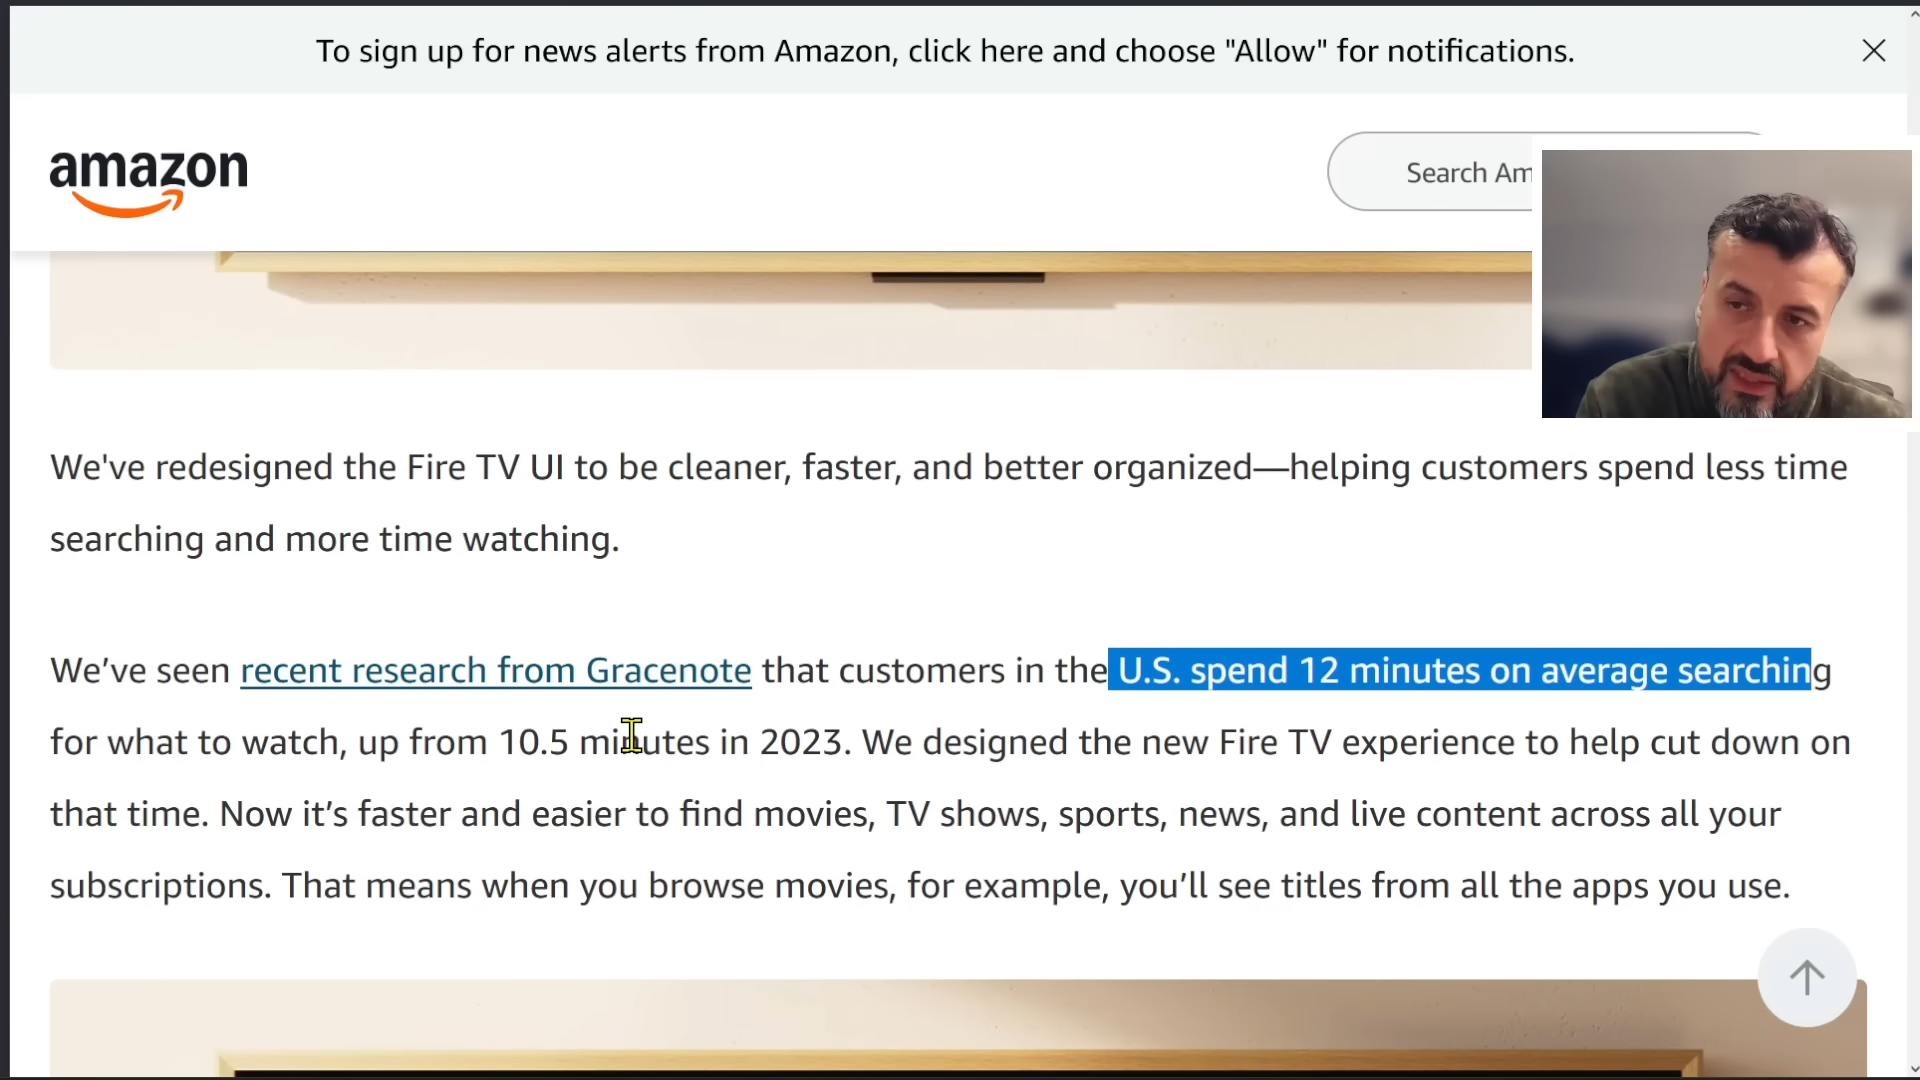 To sign up for news alerts from Amazon, click here and choose "Allow" for notifications.
amazon
Search Am
We've redesigned the Fire TV UI to be cleaner, faster, and better organized—helping customers spend less time
searching and more time watching.
We’ve seen recent research from Gracenote that customers in the U.S. spend 12 minutes on average searching
for what to watch, up from 10.5 minutes in 2023. We designed the new Fire TV experience to help cut down on
that time. Now it’s faster and easier to find movies, TV shows, sports, news, and live content across all your
subscriptions. That means when you browse movies, for example, you’ll see titles from all the apps you use.